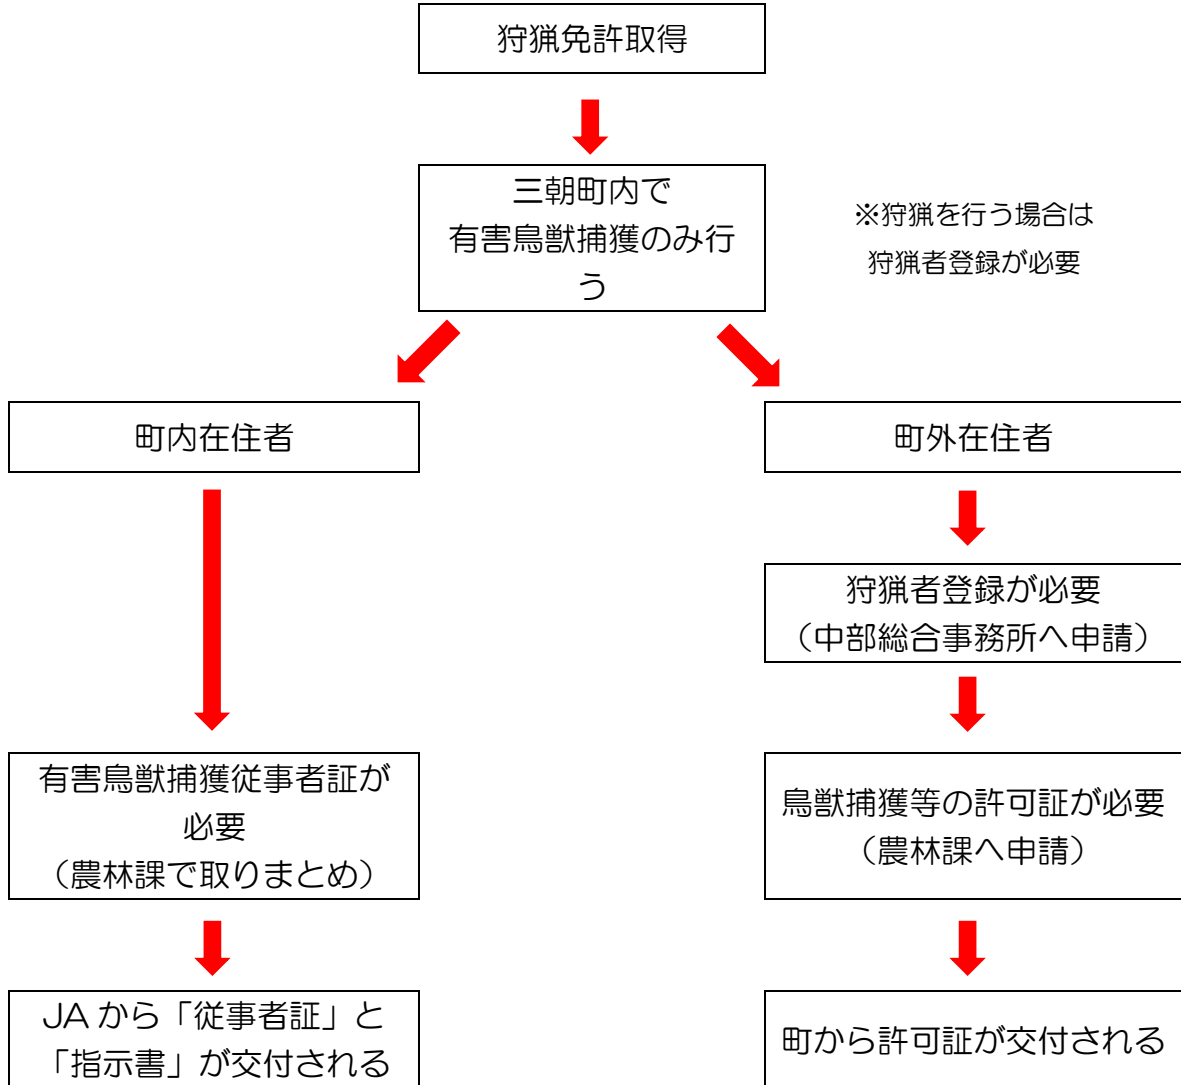 狩猟免許取得
三朝町内で
有害鳥獣捕獲のみ行
う
※狩猟を行う場合は
狩猟者登録が必要
町内在住者
町外在住者
狩猟者登録が必要
（中部総合事務所へ申請）
有害鳥獣捕獲従事者証が
必要
（農林課で取りまとめ）
鳥獣捕獲等の許可証が必要
（農林課へ申請）
JAから「従事者証」と
「指示書」が交付される
町から許可証が交付される